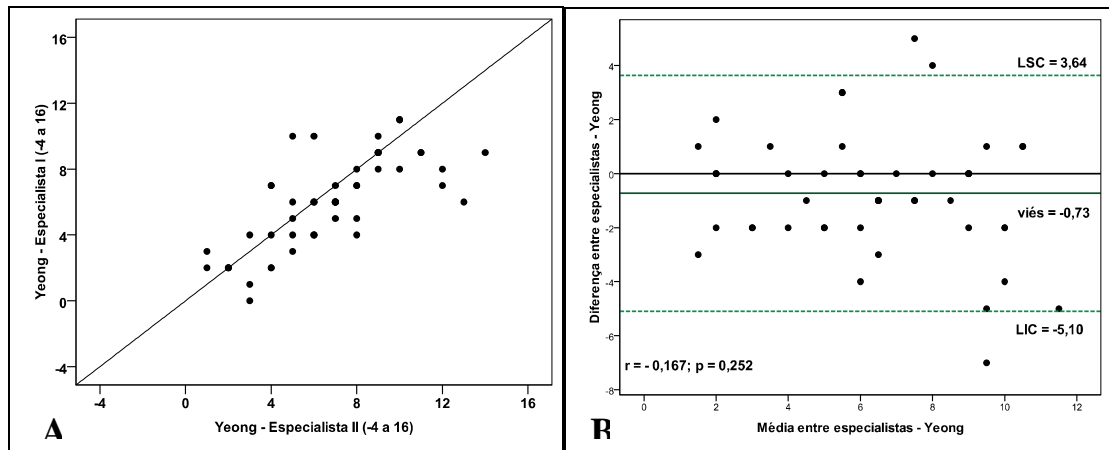 Yeong - Especialista I (-4 a 16)
16
12
8
4
0
-4
-4 0 4 8 12 16
A
Yeong - Especialista II (-4 a 16)
Diferença entre especialistas - Yeong
4
2
0
-2
-4
-6
-8
LSC = 3,64
viés = -0,73
LIC = -5,10
r = - 0,167; p = 0,252
0 2 4 6 8 10 12
B
Média entre especialistas - Yeong